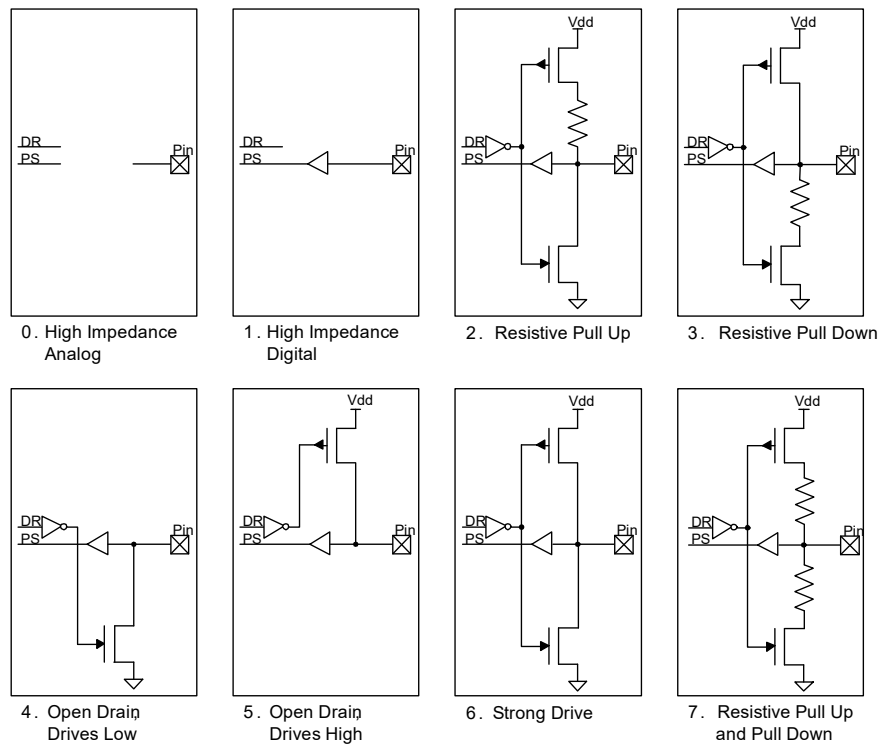 Vdd
Vdd
DR
PS
Pin
DR
PS
Pin
DR
PS
Pin
DR
PS
Pin
0. High Impedance
Analog
1. High Impedance
Digital
2. Resistive Pull Up
3. Resistive Pull Down
Vdd
Vdd
Vdd
DR
PS
Pin
DR
PS
Pin
DR
PS
Pin
DR
PS
Pin
4. Open Drain,
Drives Low
5. Open Drain,
Drives High
6. Strong Drive
7. Resistive Pull Up
and Pull Down